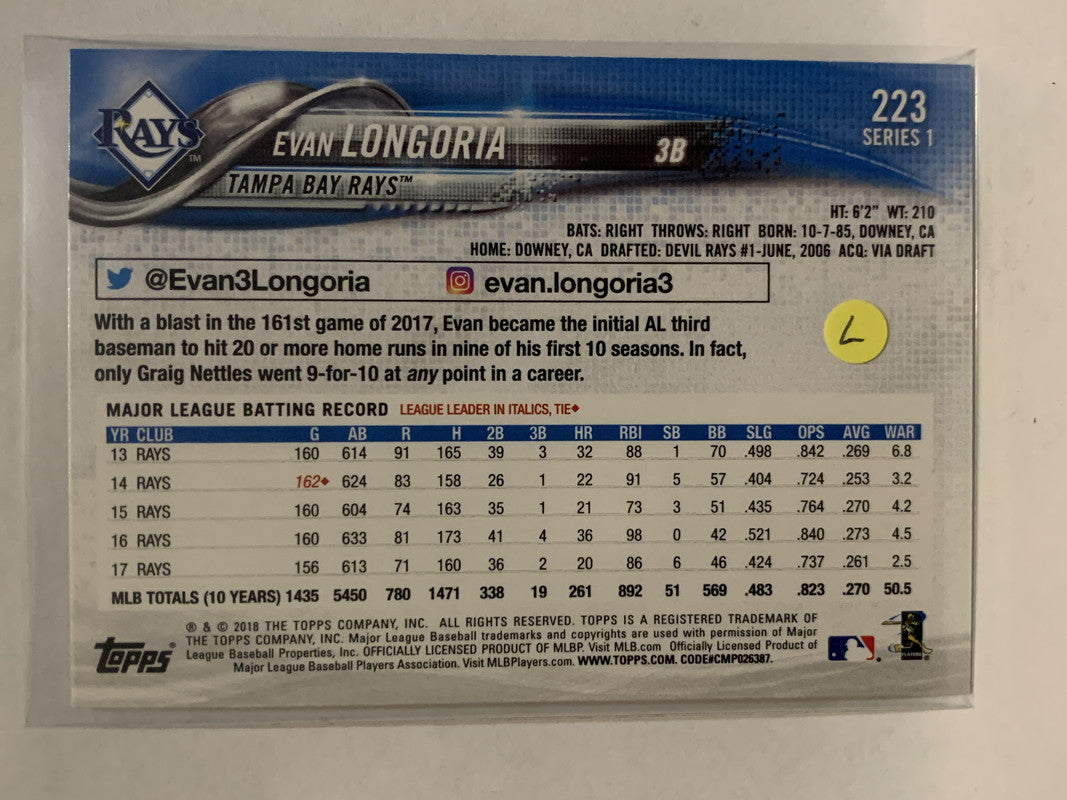 RAYS TM
EVAN LONGORIA
3B
223
SERIES 1
TAMPA BAY RAYS™
HT: 6'2" WT: 210
BATS: RIGHT THROWS: RIGHT BORN: 10-7-85, DOWNEY, CA
HOME: DOWNEY, CA DRAFTED: DEVIL RAYS #1-JUNE, 2006 ACQ: VIA DRAFT
@Evan3Longoria evan.longoria3
With a blast in the 161st game of 2017, Evan became the initial AL third
baseman to hit 20 or more home runs in nine of his first 10 seasons. In fact,
only Graig Nettles went 9-for-10 at any point in a career.
L
MAJOR LEAGUE BATTING RECORD LEAGUE LEADER IN ITALICS, TIE◆
YR CLUB G AB R H 2B 3B HR RBI SB BB SLG OPS AVG WAR
13 RAYS 160 614 91 165 39 3 32 88 1 70 .498 .842 .269 6.8
14 RAYS 162◆ 624 83 158 26 1 22 91 5 57 .404 .724 .253 3.2
15 RAYS 160 604 74 163 35 1 21 73 3 51 .435 .764 .270 4.2
16 RAYS 160 633 81 173 41 4 36 98 0 42 .521 .840 .273 4.5
17 RAYS 156 613 71 160 36 2 20 86 6 46 .424 .737 .261 2.5
MLB TOTALS (10 YEARS) 1435 5450 780 1471 338 19 261 892 51 569 .483 .823 .270 50.5
® & © 2018 THE TOPPS COMPANY, INC. ALL RIGHTS RESERVED. TOPPS IS A REGISTERED TRADEMARK OF
THE TOPPS COMPANY, INC. Major League Baseball trademarks and copyrights are used with permission of Major
League Baseball Properties, Inc. OFFICIALLY LICENSED PRODUCT OF MLBP. Visit MLB.com Officially Licensed Product of
Major League Baseball Players Association. Visit MLBPlayers.com. WWW.TOPPS.COM. CODE#CMP026387.
Topps
PLAYERS